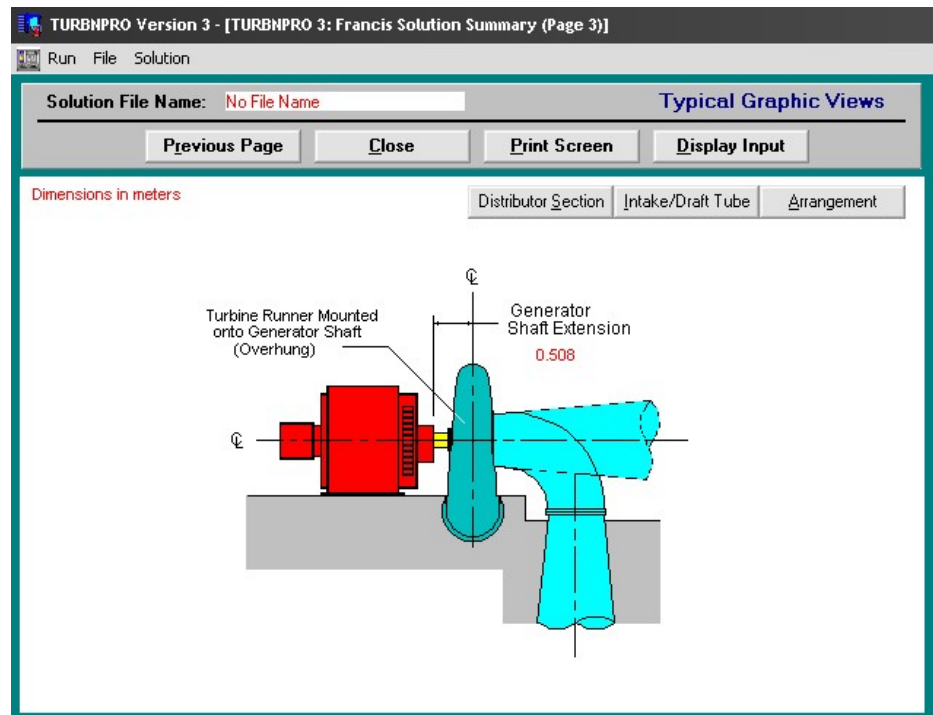 TURBNPRO Version 3 - [TURBNPRO 3: Francis Solution Summary (Page 3)]
Run File Solution
Solution File Name: No File Name Typical Graphic Views
Previous Page Close Print Screen Display Input
Dimensions in meters
Distributor Section Intake/Draft Tube Arrangement
℄
Turbine Runner Mounted
onto Generator Shaft
(Overhung)
Generator
Shaft Extension
0.508
℄